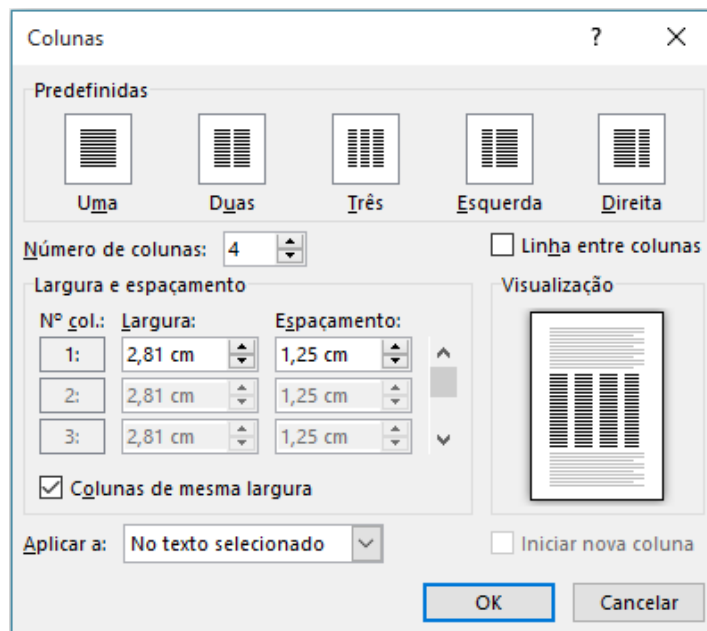 Colunas ?
Predefinidas
Uma Duas Três Esquerda Direita
Número de colunas: 4 Linha entre colunas
Largura e espaçamento Visualização
Nº col.: Largura: Espaçamento:
1: 2,81 cm 1,25 cm
2: 2,81 cm 1,25 cm
3: 2,81 cm 1,25 cm
Colunas de mesma largura
Aplicar a: No texto selecionado Iniciar nova coluna
OK Cancelar